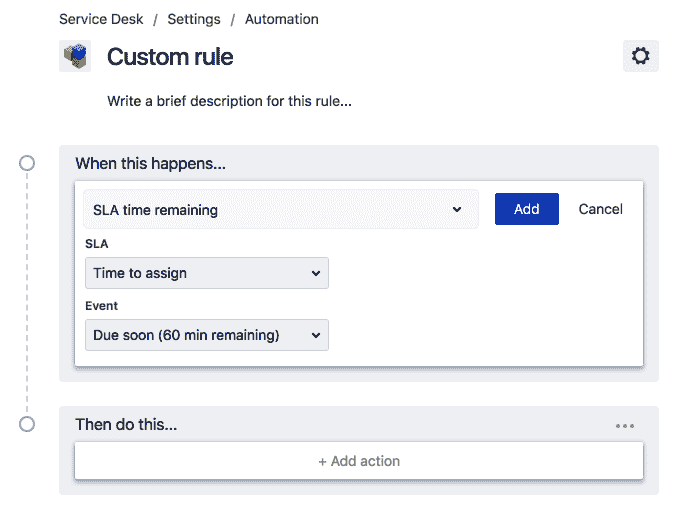 Service Desk / Settings / Automation
Custom rule
Write a brief description for this rule...
When this happens...
SLA time remaining
Add
Cancel
SLA
Time to assign
Event
Due soon (60 min remaining)
Then do this...
+ Add action